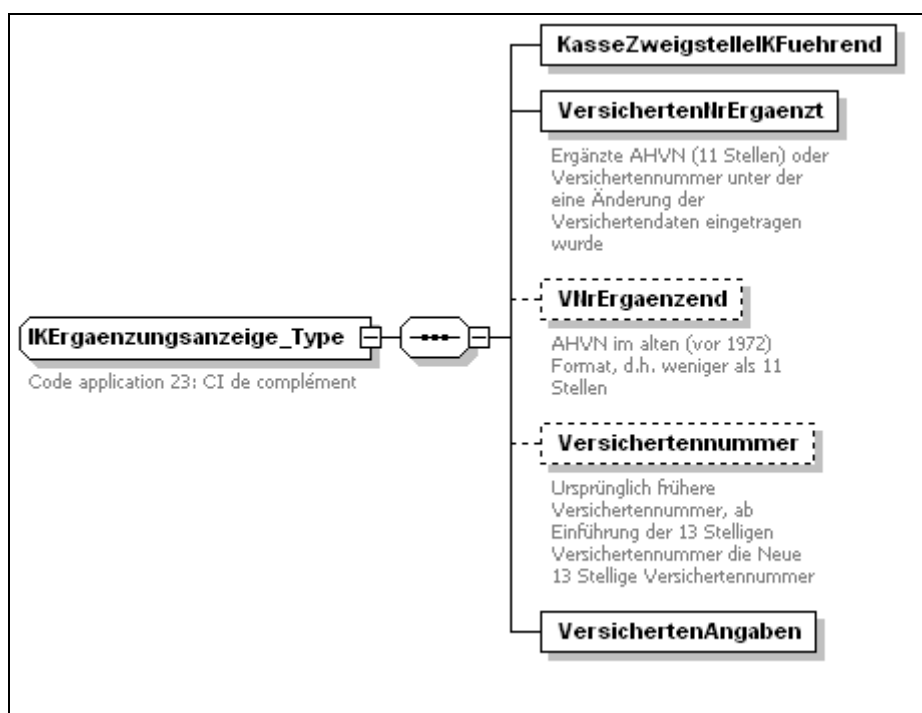 KasseZweigstelleIKFuehrend
VersichertenNrErgaenzt
Ergänzte AHVN (11 Stellen) oder
Versichertennummer unter der
eine Änderung der
Versichertendaten eingetragen
wurde
VNrErgaenzend
AHVN im alten (vor 1972)
Format, d.h. weniger als 11
Stellen
IKErgaenzungsanzeige_Type
Code application 23: CI de complément
Versichertennummer
Ursprünglich frühere
Versichertennummer, ab
Einführung der 13 Stelligen
Versichertennummer die Neue
13 Stellige Versichertennummer
VersichertenAngaben